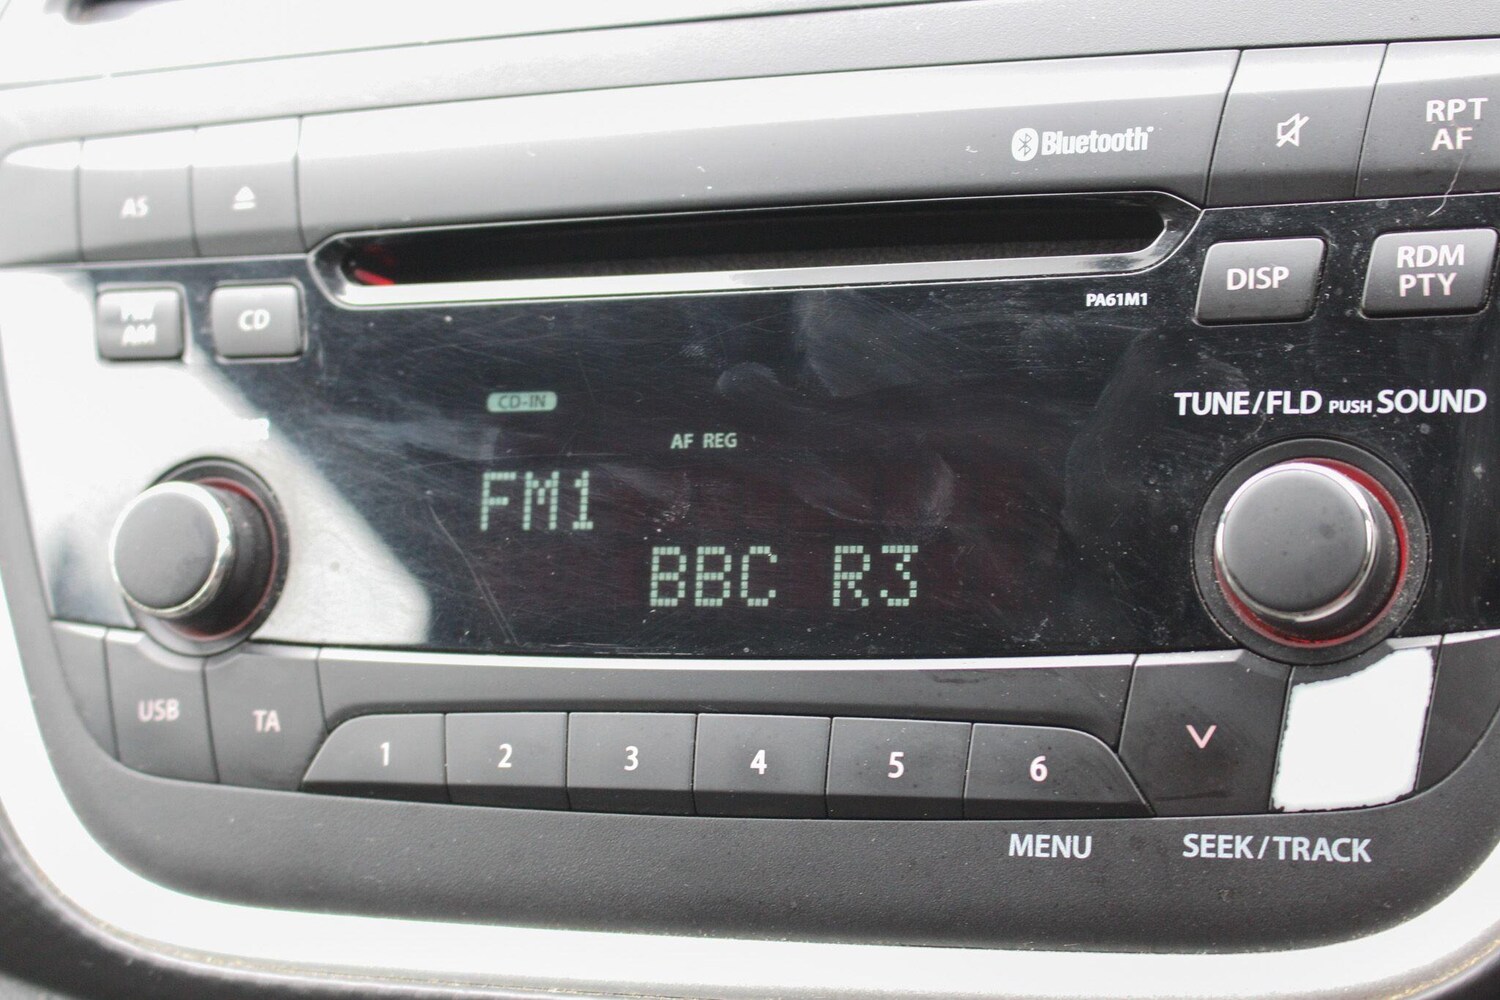 Bluetooth
RPT
AF
AS
DISP
RDM
PTY
PA61M1
AM
CD
CD-IN
TUNE/FLD PUSH SOUND
AF REG
FM1
BBC R3
USB
TA
1
2
3
4
5
6
MENU
SEEK/TRACK